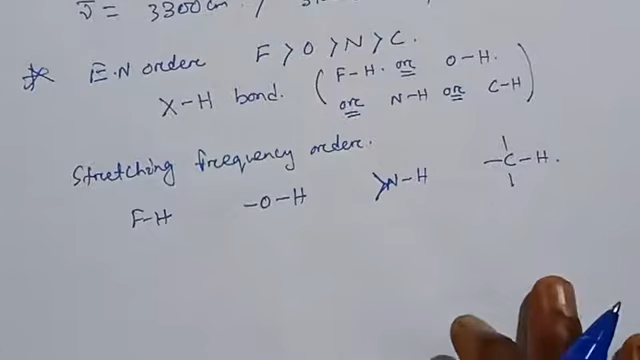 ν̄ = 3300 cm
* E.N order F > O > N > C.
X-H bond. ( F-H. or O-H.
or N-H or C-H )
Stretching frequency order.
F-H -O-H >N-H -C-H.